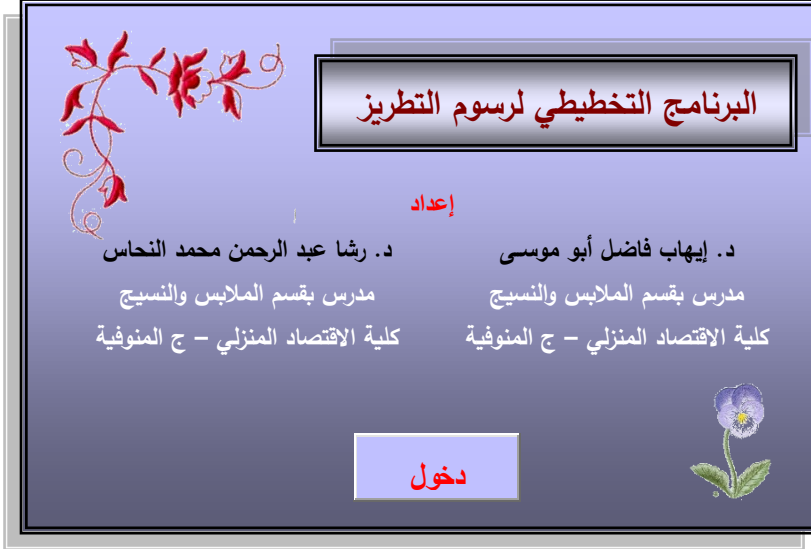 البرنامج التخطيطي لرسوم التطريز
إعداد
د. إيهاب فاضل أبو موسى
مدرس بقسم الملابس والنسيج
كلية الاقتصاد المنزلي – ج المنوفية
د. رشا عبد الرحمن محمد النحاس
مدرس بقسم الملابس والنسيج
كلية الاقتصاد المنزلي – ج المنوفية
دخول